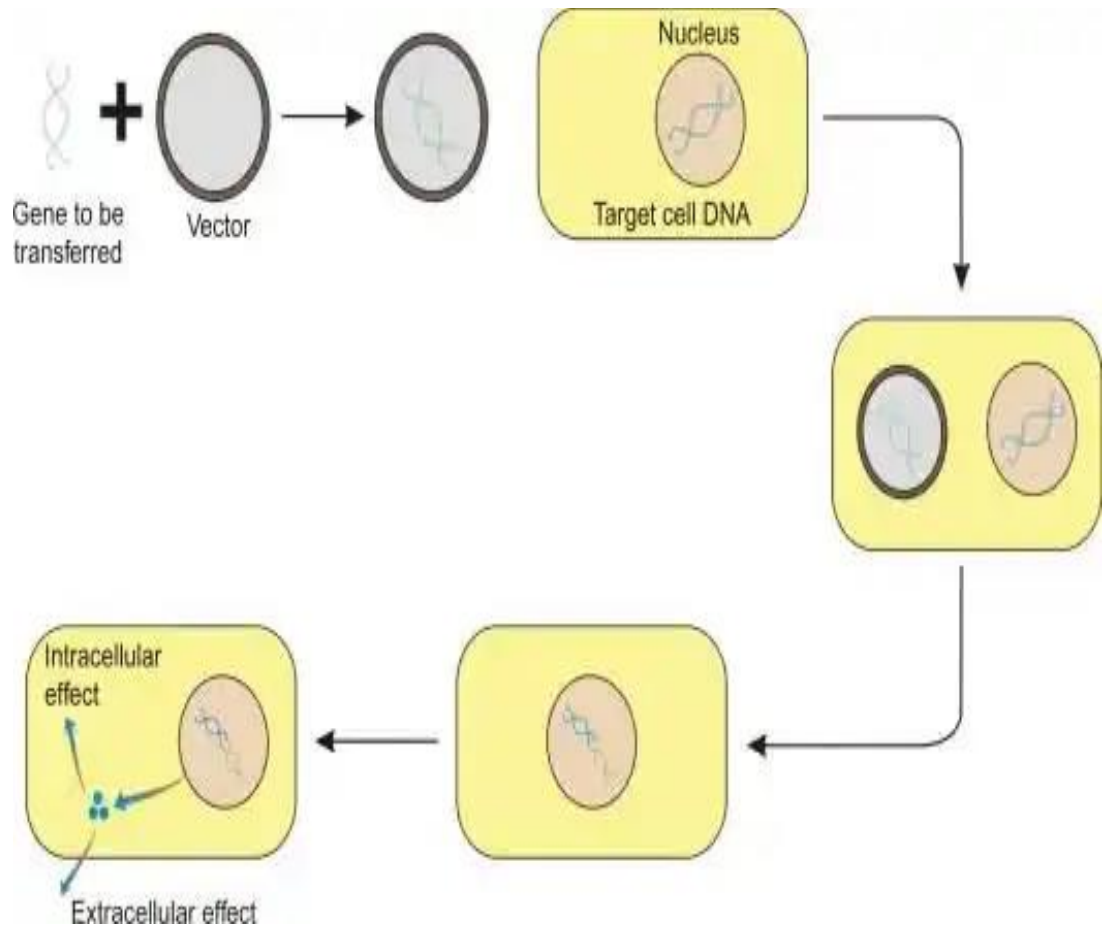 Nucleus
Gene to be
transferred
Vector
Target cell DNA
Intracellular
effect
Extracellular effect